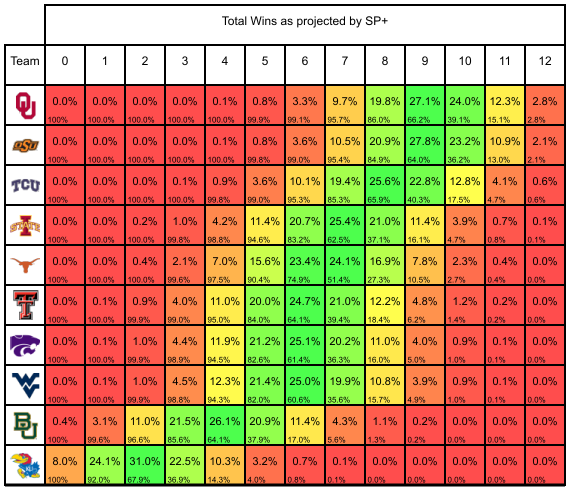 Total Wins as projected by SP+
Team 0 1 2 3 4 5 6 7 8 9 10 11 12
OU 0.0% 0.0% 0.0% 0.0% 0.1% 0.8% 3.3% 9.7% 19.8% 27.1% 24.0% 12.3% 2.8%
100% 100.0% 100.0% 100.0% 100.0% 99.9% 99.1% 95.7% 86.0% 66.2% 39.1% 15.1% 2.8%
OSU 0.0% 0.0% 0.0% 0.0% 0.1% 0.8% 3.6% 10.5% 20.9% 27.8% 23.2% 10.9% 2.1%
100% 100.0% 100.0% 100.0% 100.0% 99.8% 99.0% 95.4% 84.9% 64.0% 36.2% 13.0% 2.1%
TCU 0.0% 0.0% 0.0% 0.1% 0.9% 3.6% 10.1% 19.4% 25.6% 22.8% 12.8% 4.1% 0.6%
100% 100.0% 100.0% 100.0% 99.8% 99.0% 95.3% 85.3% 65.9% 40.3% 17.5% 4.7% 0.6%
I STATE 0.0% 0.0% 0.2% 1.0% 4.2% 11.4% 20.7% 25.4% 21.0% 11.4% 3.9% 0.7% 0.1%
100% 100.0% 100.0% 99.8% 98.8% 94.6% 83.2% 62.5% 37.1% 16.1% 4.7% 0.8% 0.1%
0.0% 0.0% 0.4% 2.1% 7.0% 15.6% 23.4% 24.1% 16.9% 7.8% 2.3% 0.4% 0.0%
100% 100.0% 100.0% 99.6% 97.5% 90.4% 74.9% 51.4% 27.3% 10.5% 2.7% 0.4% 0.0%
T 0.0% 0.1% 0.9% 4.0% 11.0% 20.0% 24.7% 21.0% 12.2% 4.8% 1.2% 0.2% 0.0%
100% 100.0% 99.9% 99.0% 95.0% 84.0% 64.1% 39.4% 18.4% 6.2% 1.4% 0.2% 0.0%
0.0% 0.1% 1.0% 4.4% 11.9% 21.2% 25.1% 20.2% 11.0% 4.0% 0.9% 0.1% 0.0%
100% 100.0% 99.9% 98.9% 94.5% 82.6% 61.4% 36.3% 16.0% 5.0% 1.0% 0.1% 0.0%
WV 0.0% 0.1% 1.0% 4.5% 12.3% 21.4% 25.0% 19.9% 10.8% 3.9% 0.9% 0.1% 0.0%
100% 100.0% 99.9% 98.8% 94.3% 82.0% 60.6% 35.6% 15.7% 4.9% 1.0% 0.1% 0.0%
BU 0.4% 3.1% 11.0% 21.5% 26.1% 20.9% 11.4% 4.3% 1.1% 0.2% 0.0% 0.0% 0.0%
100% 99.6% 96.6% 85.6% 64.1% 37.9% 17.0% 5.6% 1.3% 0.2% 0.0% 0.0% 0.0%
KU 8.0% 24.1% 31.0% 22.5% 10.3% 3.2% 0.7% 0.1% 0.0% 0.0% 0.0% 0.0% 0.0%
100% 92.0% 67.9% 36.9% 14.3% 4.0% 0.8% 0.1% 0.0% 0.0% 0.0% 0.0% 0.0%